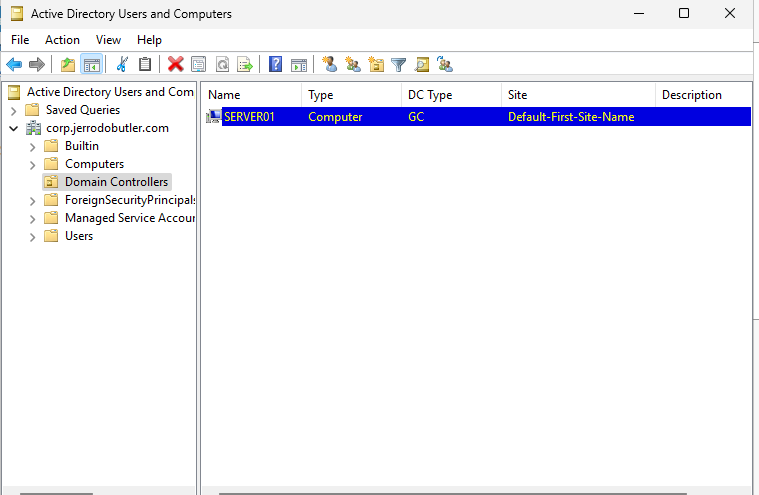 Active Directory Users and Computers
File Action View Help
Active Directory Users and Com
Saved Queries
corp.jerrodobutler.com
Builtin
Computers
Domain Controllers
ForeignSecurityPrincipals
Managed Service Accour
Users
Name Type DC Type Site Description
SERVER01 Computer GC Default-First-Site-Name